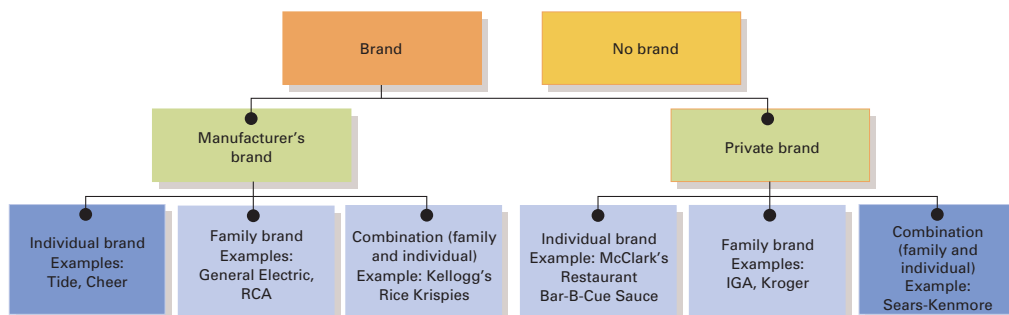 Brand
No brand
Manufacturer's
brand
Private brand
Individual brand
Examples:
Tide, Cheer
Family brand
Examples:
General Electric,
RCA
Combination (family
and individual)
Example: Kellogg's
Rice Krispies
Individual brand
Example: McClark's
Restaurant
Bar-B-Cue Sauce
Family brand
Examples:
IGA, Kroger
Combination
(family and
individual)
Example:
Sears-Kenmore